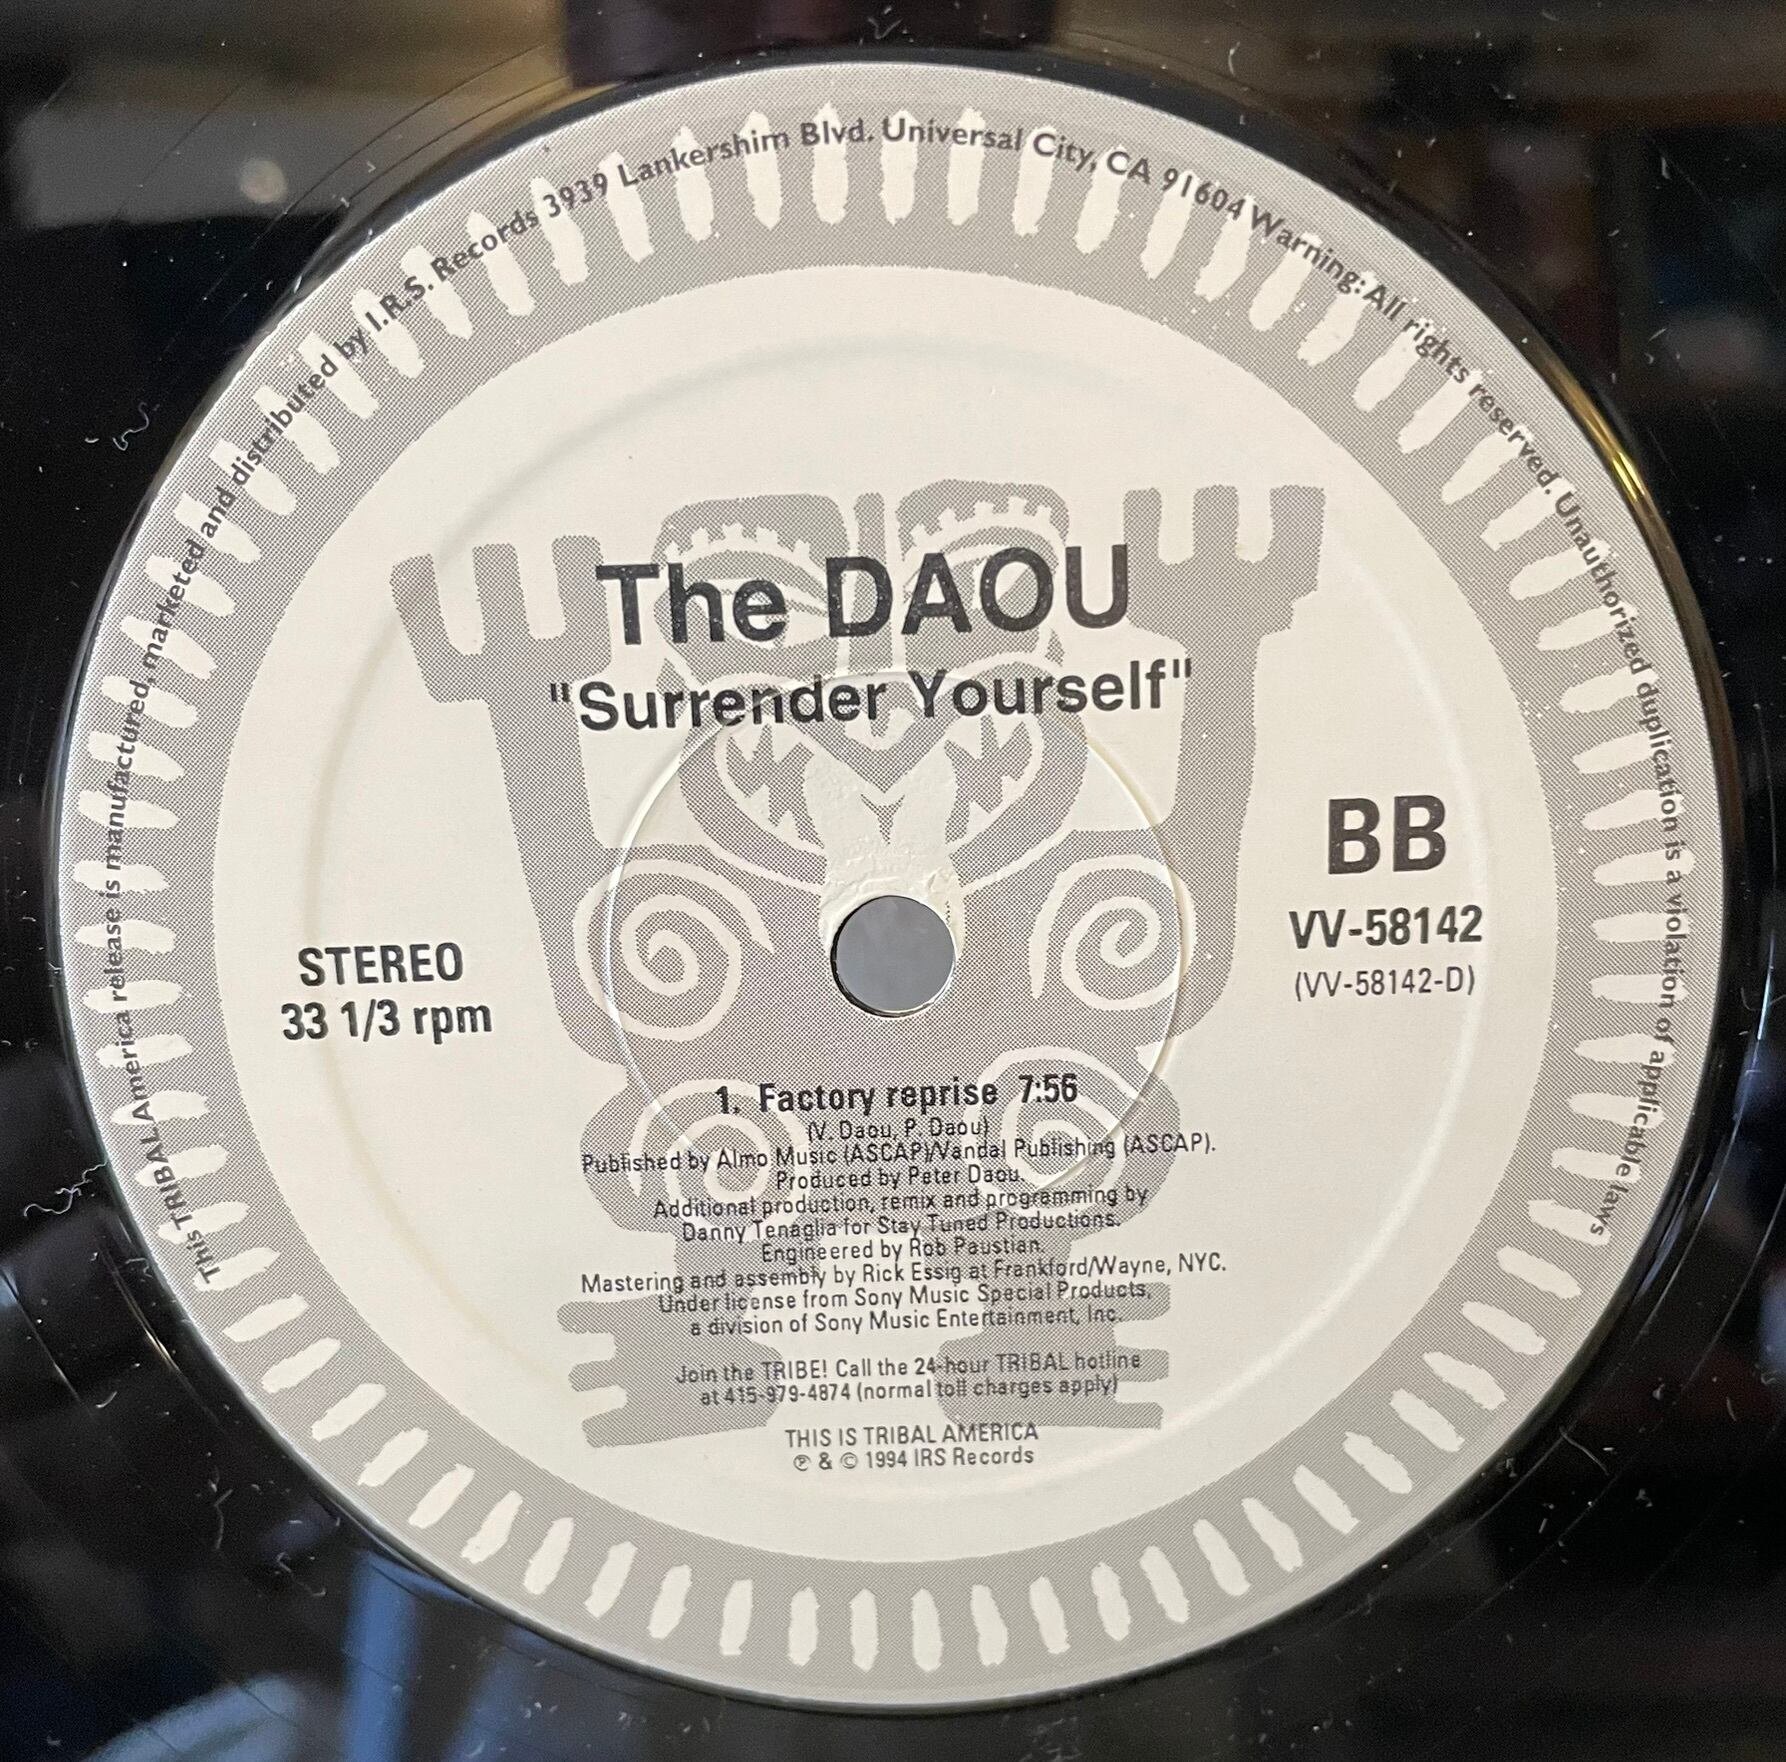 This TRIBAL America release is manufactured, marketed and distributed by I.R.S. Records 3939 Lankershim Blvd. Universal City, CA 91604 Warning: All rights reserved. Unauthorized duplication is a violation of applicable laws
The DAOU
"Surrender Yourself"
BB
VV-58142
(VV-58142-D)
STEREO
33 1/3 rpm
1. Factory reprise 7:56
(V. Daou, P. Daou)
Published by Almo Music (ASCAP)/Vandal Publishing (ASCAP).
Produced by Peter Daou.
Additional production, remix and programming by
Danny Tenaglia for Stay Tuned Productions.
Engineered by Rob Paustian.
Mastering and assembly by Rick Essig at Frankford/Wayne, NYC.
Under license from Sony Music Special Products,
a division of Sony Music Entertainment, Inc.
Join the TRIBE! Call the 24-hour TRIBAL hotline
at 415-979-4874 (normal toll charges apply)
THIS IS TRIBAL AMERICA
℗ & © 1994 IRS Records